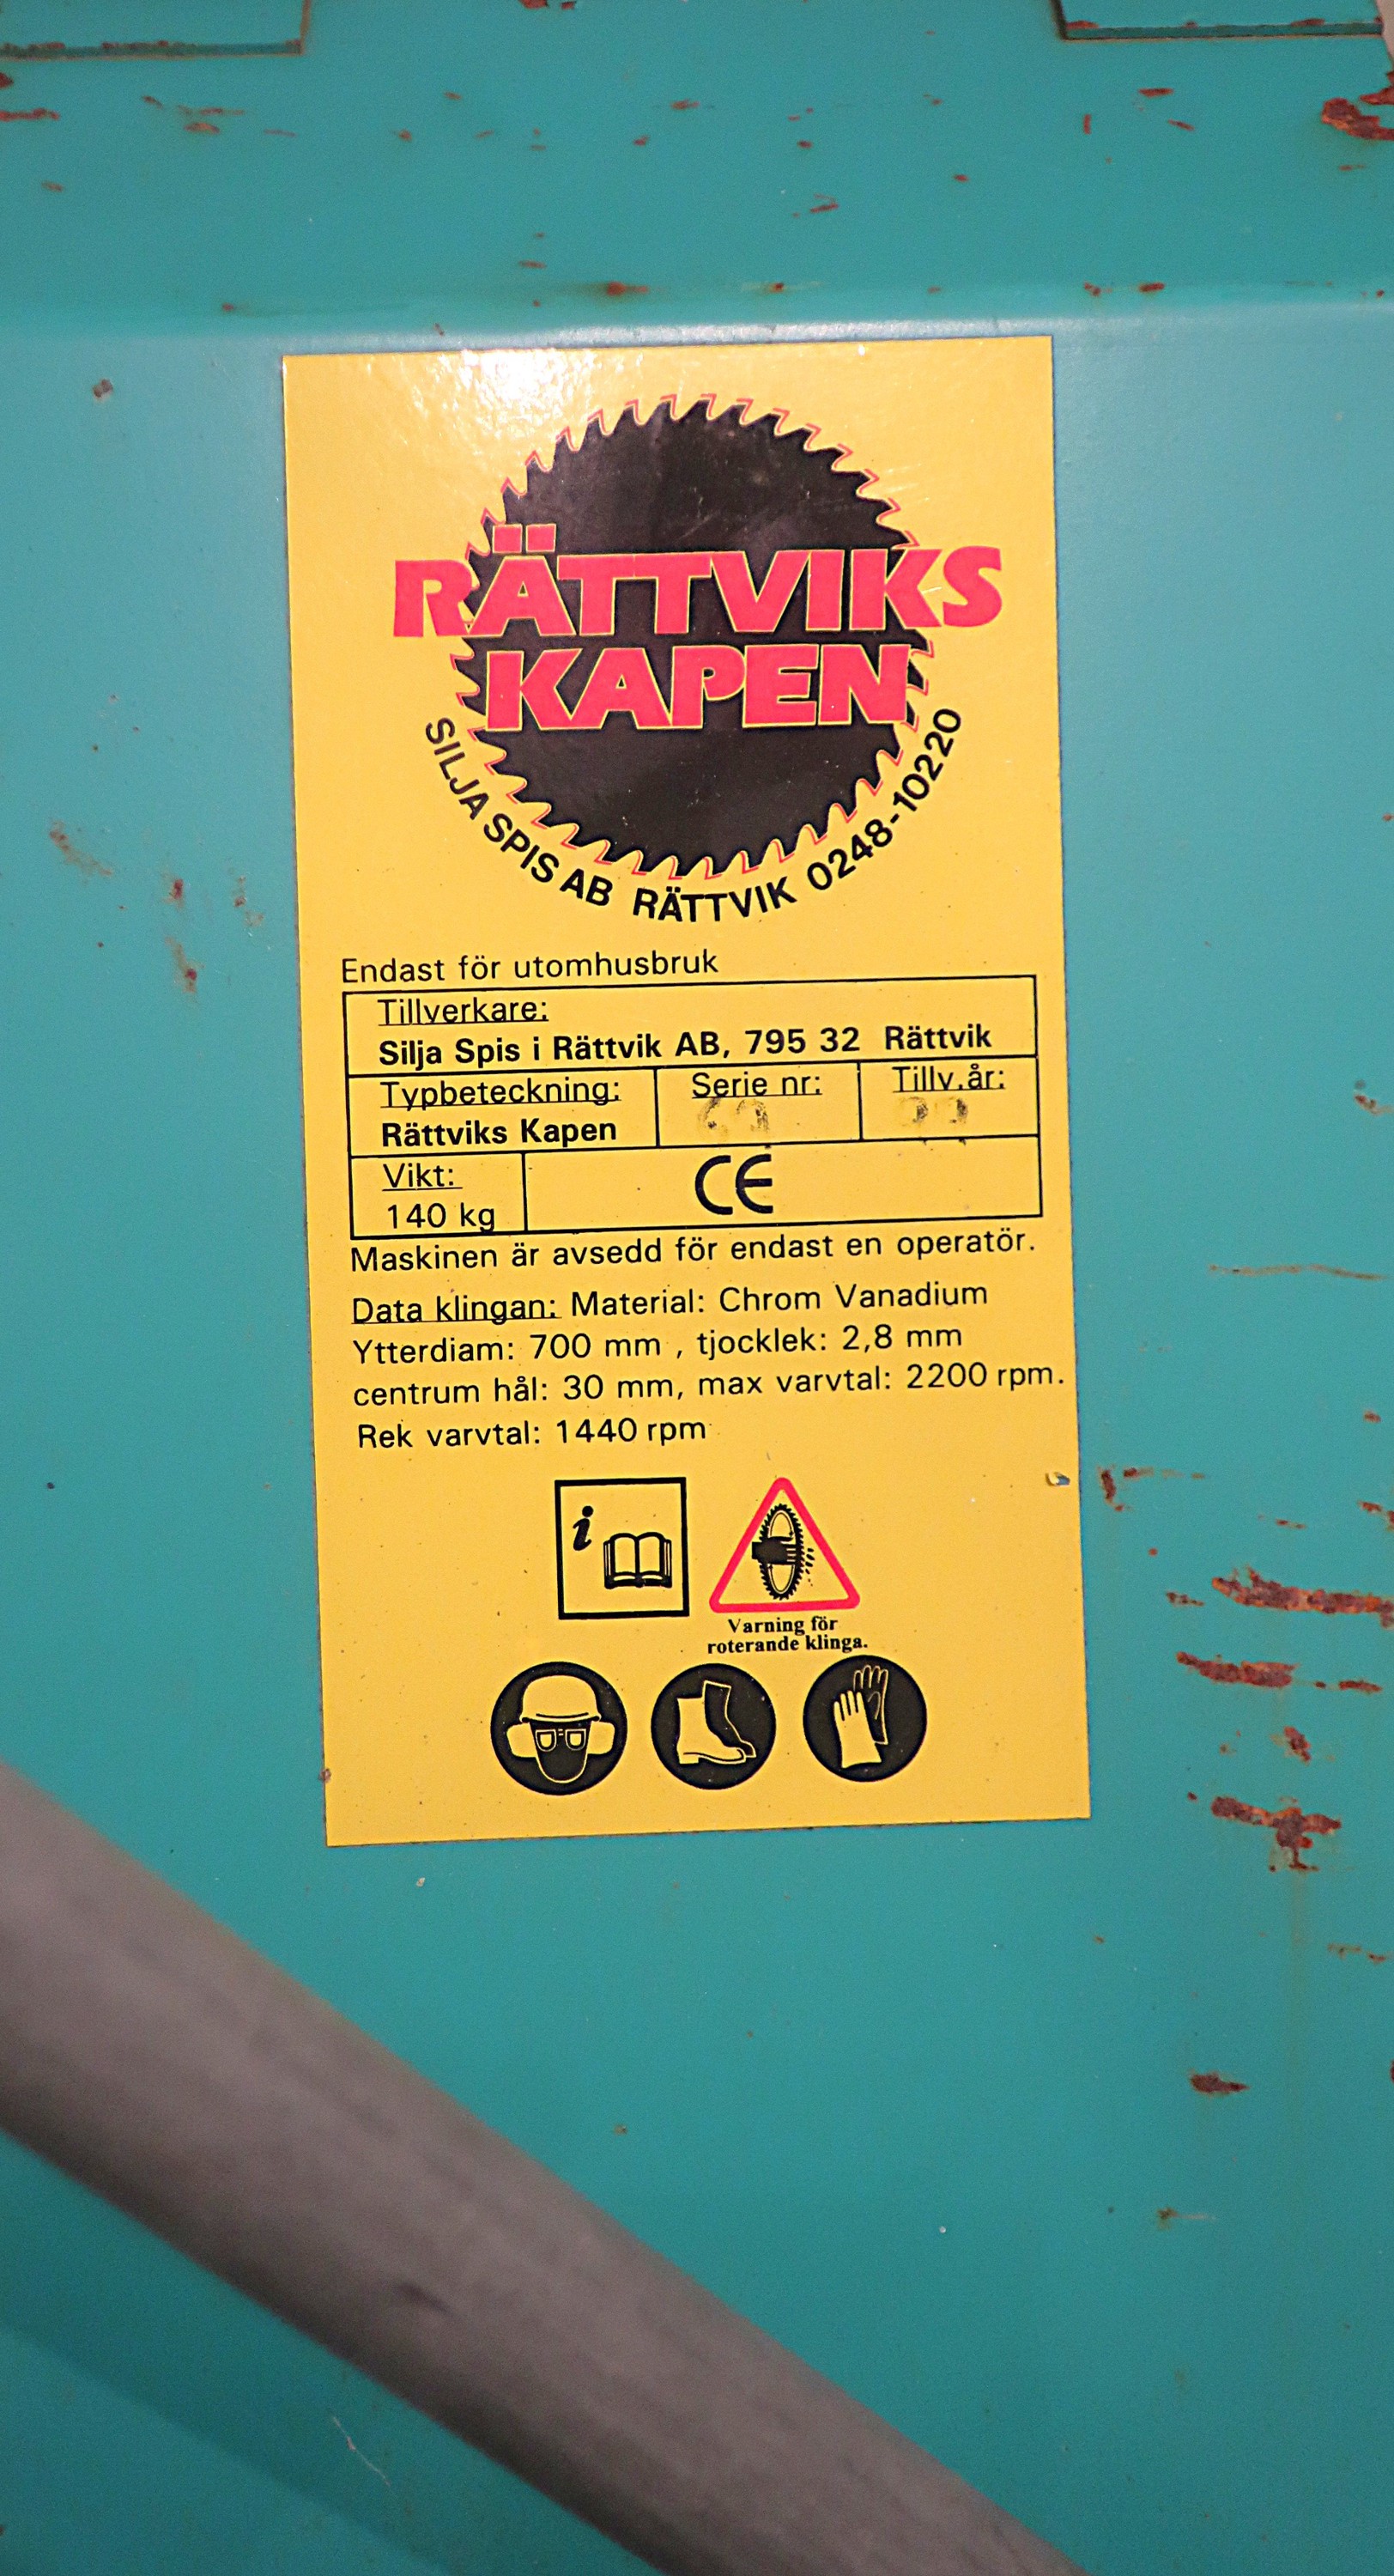 RÄTTVIKS
KAPEN
SILJA SPIS AB RÄTTVIK 0248-10220
Endast för utomhusbruk
Tillverkare:
Silja Spis i Rättvik AB, 795 32 Rättvik
Typbeteckning: Serie nr: Tillv.år:
Rättviks Kapen
Vikt: CE
140 kg
Maskinen är avsedd för endast en operatör.
Data klingan: Material: Chrom Vanadium
Ytterdiam: 700 mm , tjocklek: 2,8 mm
centrum hål: 30 mm, max varvtal: 2200 rpm.
Rek varvtal: 1440 rpm
i
Varning för
roterande klinga.